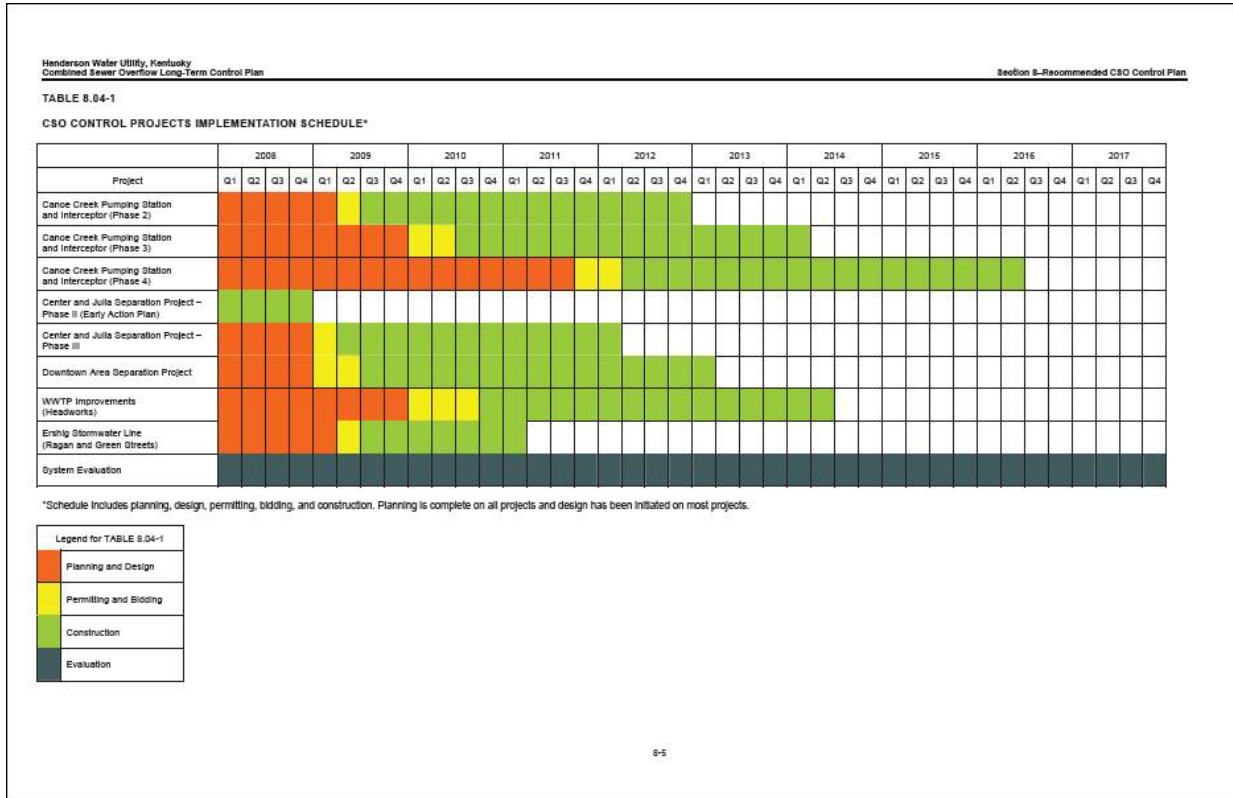 Henderson Water Utility, Kentucky
Combined Sewer Overflow Long-Term Control Plan
Section 8–Recommended CSO Control Plan
TABLE 8.04-1
CSO CONTROL PROJECTS IMPLEMENTATION SCHEDULE*
2008 2009 2010 2011 2012 2013 2014 2015 2016 2017
Project Q1 Q2 Q3 Q4 Q1 Q2 Q3 Q4 Q1 Q2 Q3 Q4 Q1 Q2 Q3 Q4 Q1 Q2 Q3 Q4 Q1 Q2 Q3 Q4 Q1 Q2 Q3 Q4 Q1 Q2 Q3 Q4 Q1 Q2 Q3 Q4 Q1 Q2 Q3 Q4
Canoe Creek Pumping Station
and Interceptor (Phase 2)
Canoe Creek Pumping Station
and Interceptor (Phase 3)
Canoe Creek Pumping Station
and Interceptor (Phase 4)
Center and Julia Separation Project –
Phase II (Early Action Plan)
Center and Julia Separation Project –
Phase III
Downtown Area Separation Project
WWTP Improvements
(Headworks)
Ershig Stormwater Line
(Ragan and Green Streets)
System Evaluation
*Schedule includes planning, design, permitting, bidding, and construction. Planning is complete on all projects and design has been initiated on most projects.
Legend for TABLE 8.04-1
Planning and Design
Permitting and Bidding
Construction
Evaluation
8-5